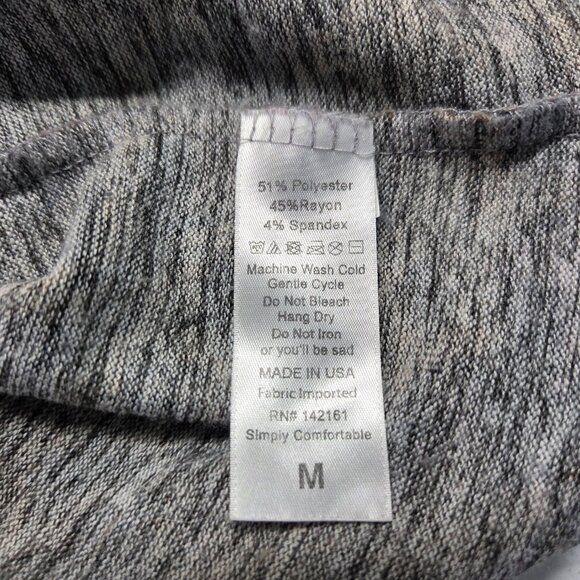 51% Polyester
45%Rayon
4% Spandex
Machine Wash Cold
Gentle Cycle
Do Not Bleach
Hang Dry
Do Not Iron
or you'll be sad
MADE IN USA
Fabric Imported
RN# 142161
Simply Comfortable
M